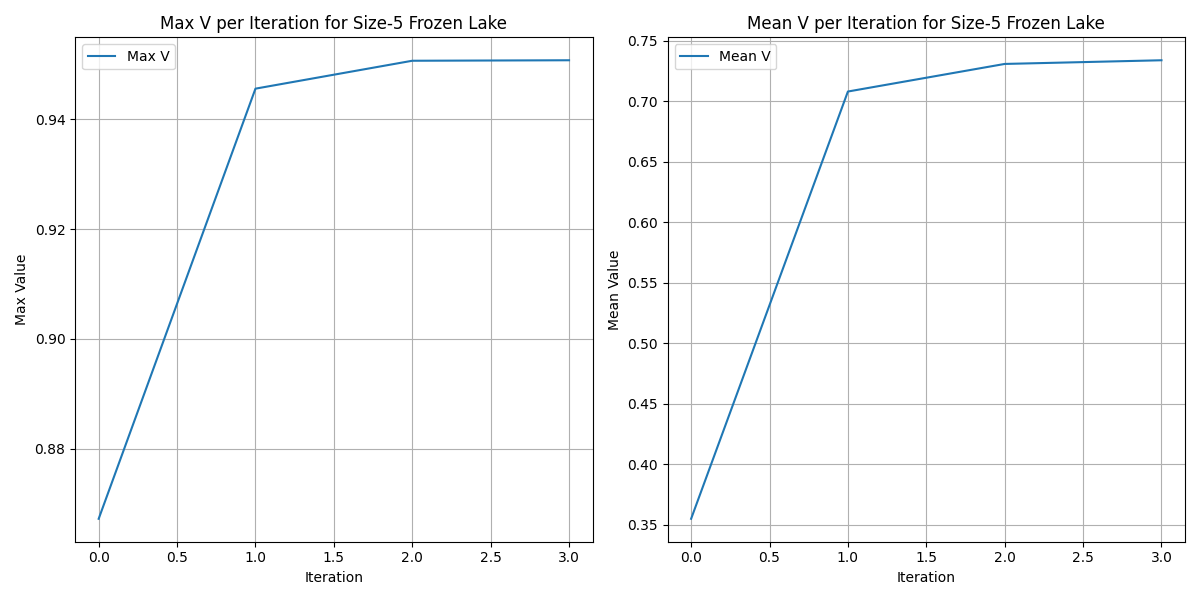 Max V per Iteration for Size-5 Frozen Lake
Max V
Max Value
0.94
0.92
0.90
0.88
0.0 0.5 1.0 1.5 2.0 2.5 3.0
Iteration
Mean V per Iteration for Size-5 Frozen Lake
Mean V
Mean Value
0.75
0.70
0.65
0.60
0.55
0.50
0.45
0.40
0.35
0.0 0.5 1.0 1.5 2.0 2.5 3.0
Iteration